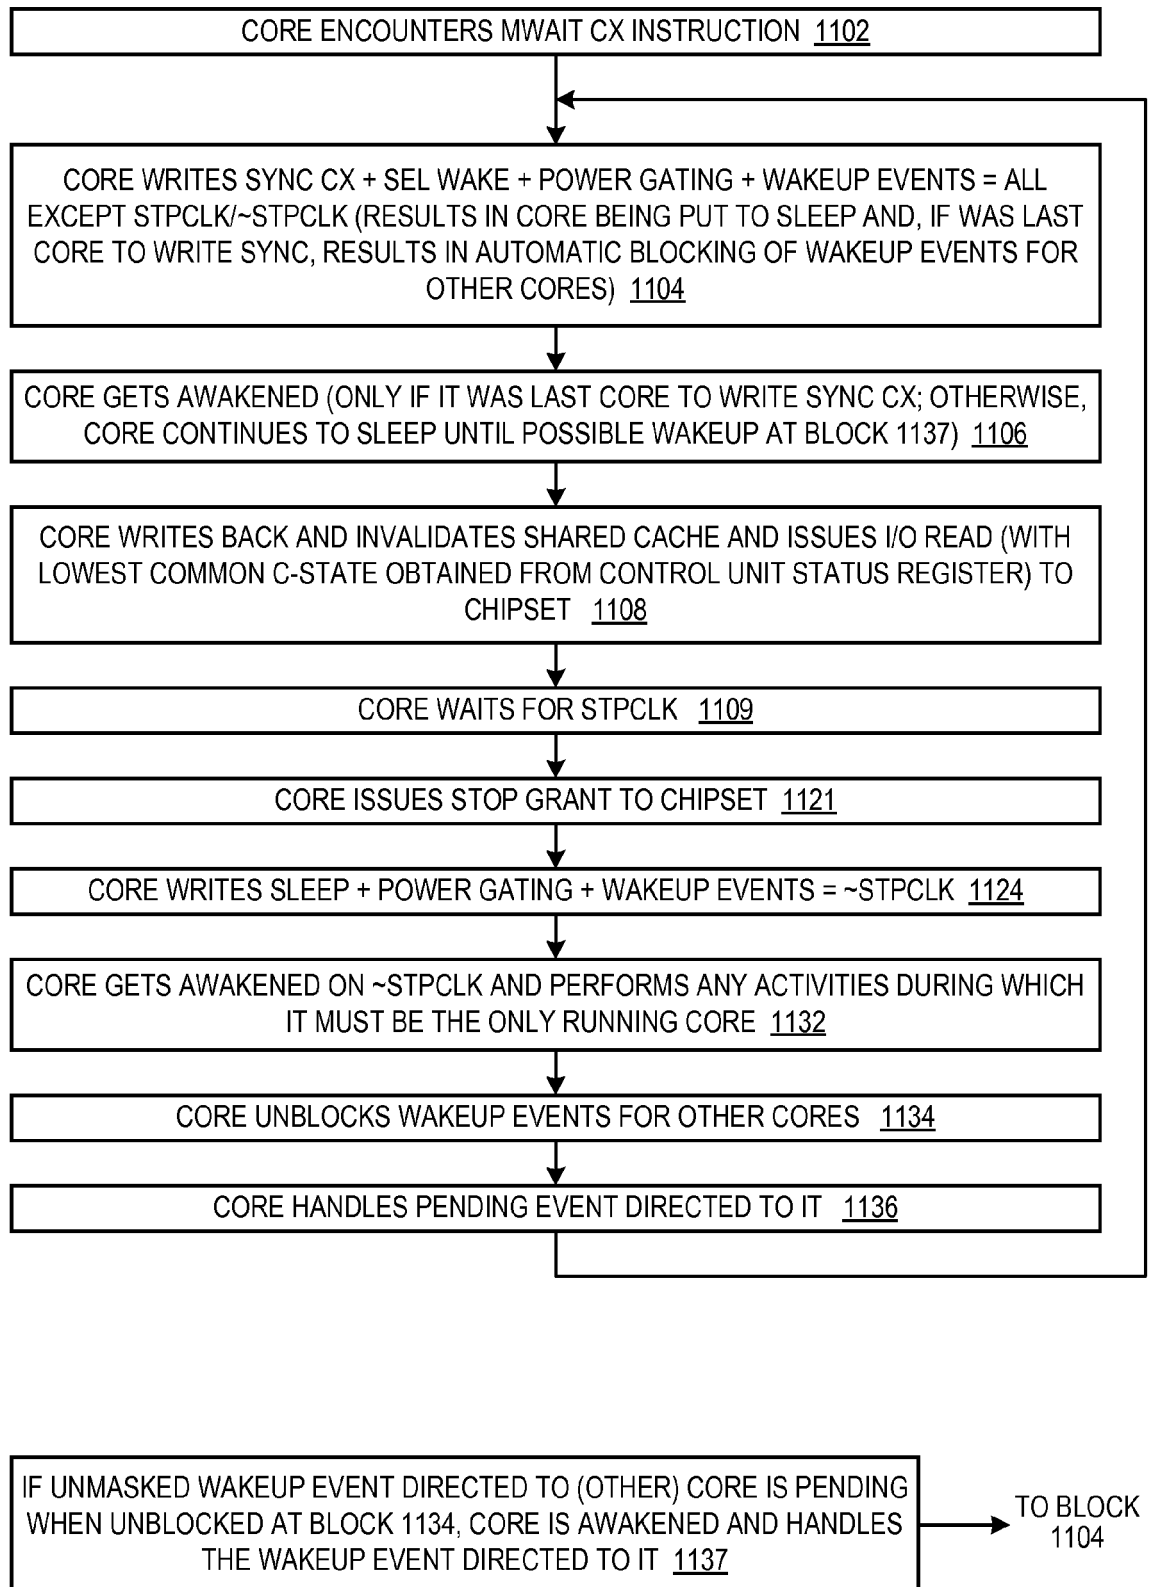 CORE ENCOUNTERS MWAIT CX INSTRUCTION 1102
CORE WRITES SYNC CX + SEL WAKE + POWER GATING + WAKEUP EVENTS = ALL
EXCEPT STPCLK/~STPCLK (RESULTS IN CORE BEING PUT TO SLEEP AND, IF WAS LAST
CORE TO WRITE SYNC, RESULTS IN AUTOMATIC BLOCKING OF WAKEUP EVENTS FOR
OTHER CORES) 1104
CORE GETS AWAKENED (ONLY IF IT WAS LAST CORE TO WRITE SYNC CX; OTHERWISE,
CORE CONTINUES TO SLEEP UNTIL POSSIBLE WAKEUP AT BLOCK 1137) 1106
CORE WRITES BACK AND INVALIDATES SHARED CACHE AND ISSUES I/O READ (WITH
LOWEST COMMON C-STATE OBTAINED FROM CONTROL UNIT STATUS REGISTER) TO
CHIPSET 1108
CORE WAITS FOR STPCLK 1109
CORE ISSUES STOP GRANT TO CHIPSET 1121
CORE WRITES SLEEP + POWER GATING + WAKEUP EVENTS = ~STPCLK 1124
CORE GETS AWAKENED ON ~STPCLK AND PERFORMS ANY ACTIVITIES DURING WHICH
IT MUST BE THE ONLY RUNNING CORE 1132
CORE UNBLOCKS WAKEUP EVENTS FOR OTHER CORES 1134
CORE HANDLES PENDING EVENT DIRECTED TO IT 1136
IF UNMASKED WAKEUP EVENT DIRECTED TO (OTHER) CORE IS PENDING
WHEN UNBLOCKED AT BLOCK 1134, CORE IS AWAKENED AND HANDLES
THE WAKEUP EVENT DIRECTED TO IT 1137
TO BLOCK
1104